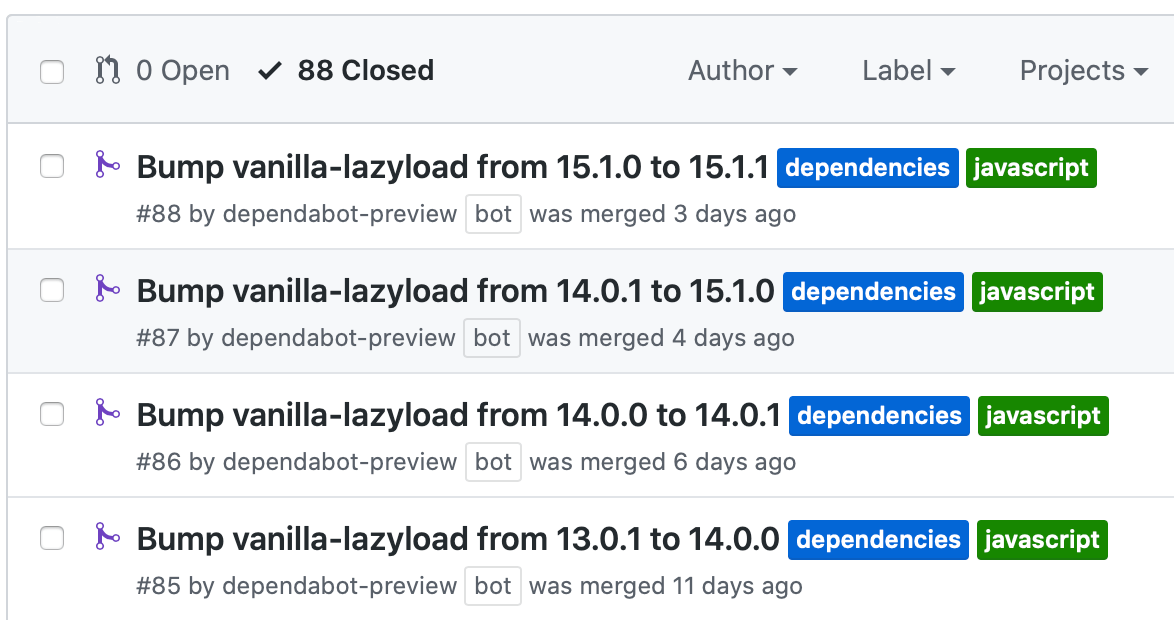 0 Open 88 Closed Author Label Projects
Bump vanilla-lazyload from 15.1.0 to 15.1.1 dependencies javascript
#88 by dependabot-preview bot was merged 3 days ago
Bump vanilla-lazyload from 14.0.1 to 15.1.0 dependencies javascript
#87 by dependabot-preview bot was merged 4 days ago
Bump vanilla-lazyload from 14.0.0 to 14.0.1 dependencies javascript
#86 by dependabot-preview bot was merged 6 days ago
Bump vanilla-lazyload from 13.0.1 to 14.0.0 dependencies javascript
#85 by dependabot-preview bot was merged 11 days ago